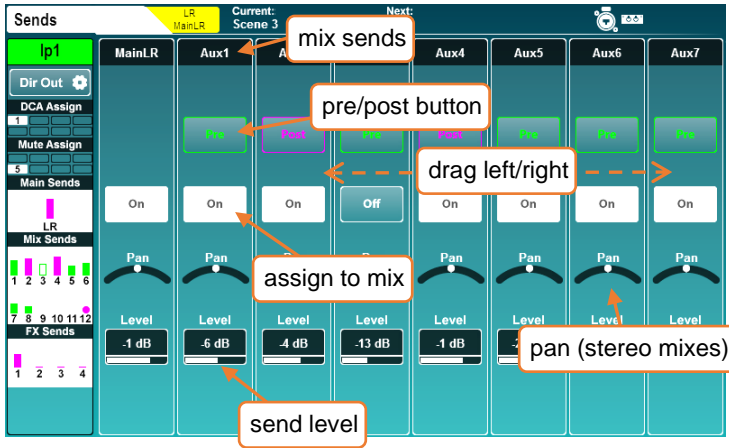 Sends
LR
MainLR
Current:
Scene 3
Next:
Ip1
MainLR
Aux1
mix sends
Aux4
Aux5
Aux6
Aux7
Dir Out
DCA Assign
1
Mute Assign
5
Main Sends
LR
Mix Sends
1 2 3 4 5 6
7 8 9 10 11 12
FX Sends
1 2 3 4
pre/post button
Pre
Post
Pre
Post
Pre
Pre
Pre
drag left/right
On
On
On
Off
On
On
On
On
Pan
Pan
Pan
Pan
Pan
Pan
assign to mix
Level
Level
Level
Level
Level
Level
pan (stereo mixes)
-1 dB
-6 dB
-4 dB
-13 dB
-1 dB
send level